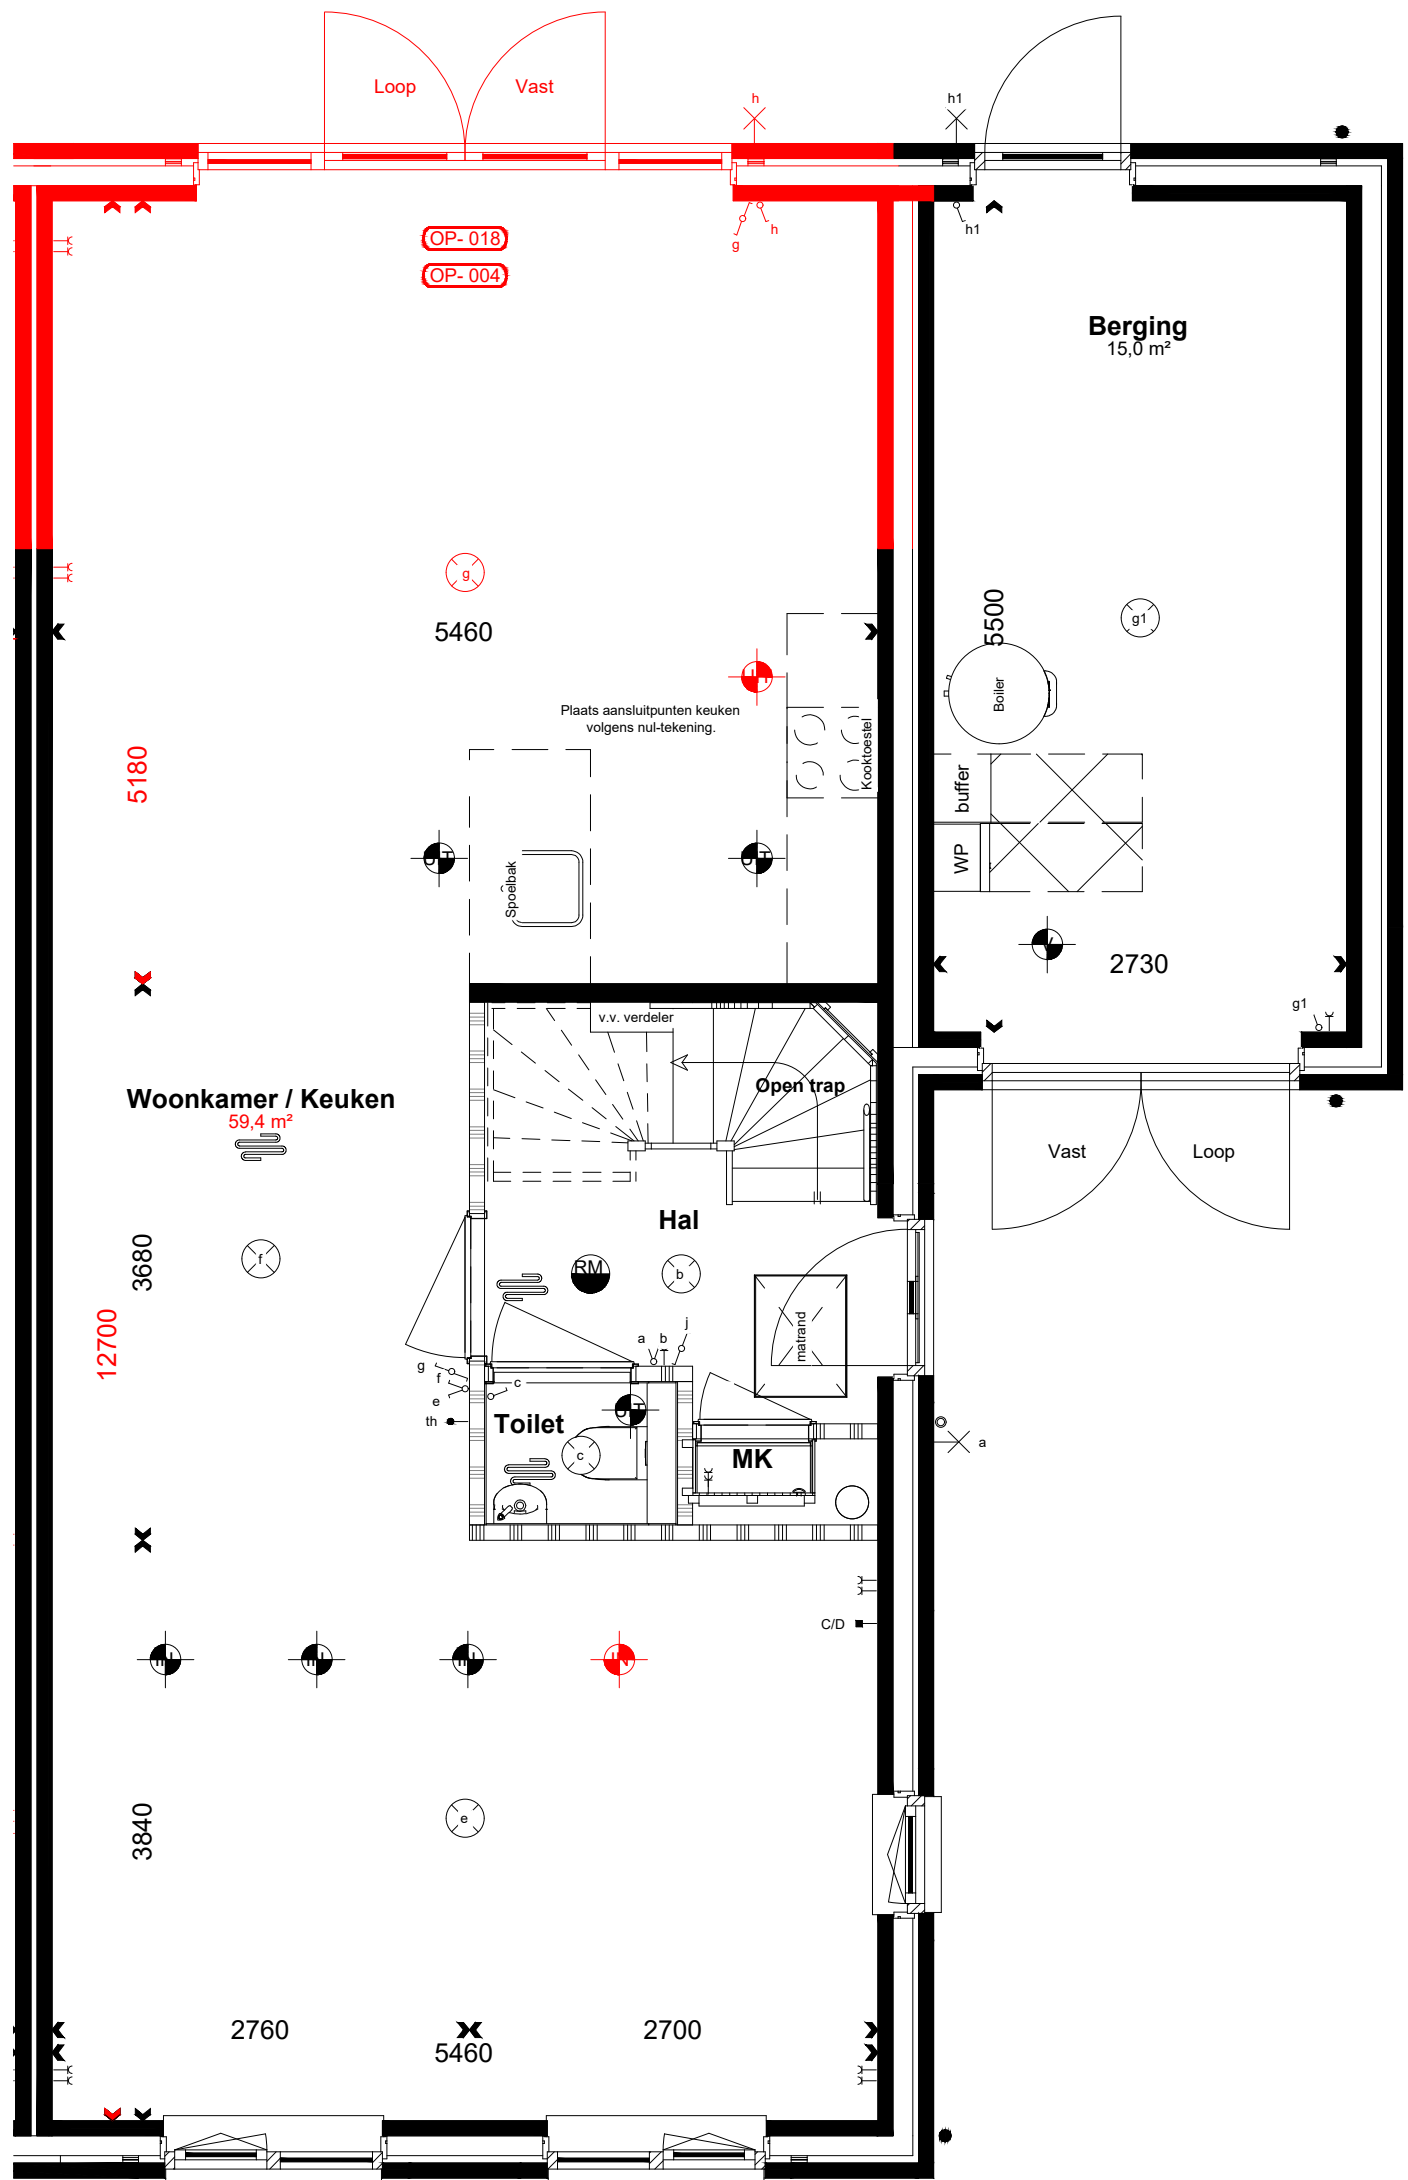 Loop
Vast
h
h1
g
h
h1
OP- 018
OP- 004
Berging
15,0 m²
g
5460
5500
g1
Boiler
Plaats aansluitpunten keuken
volgens nul-tekening.
Kooktoestel
5180
buffer
WP
Spoelbak
V
2730
g1
v.v. verdeler
Open trap
Woonkamer / Keuken
59,4 m²
Vast
Loop
Hal
3680
f
RM
b
matrand
12700
a
b
j
g
f
e
c
th
Toilet
c
MK
a
C/D
3840
e
2760
2700
5460